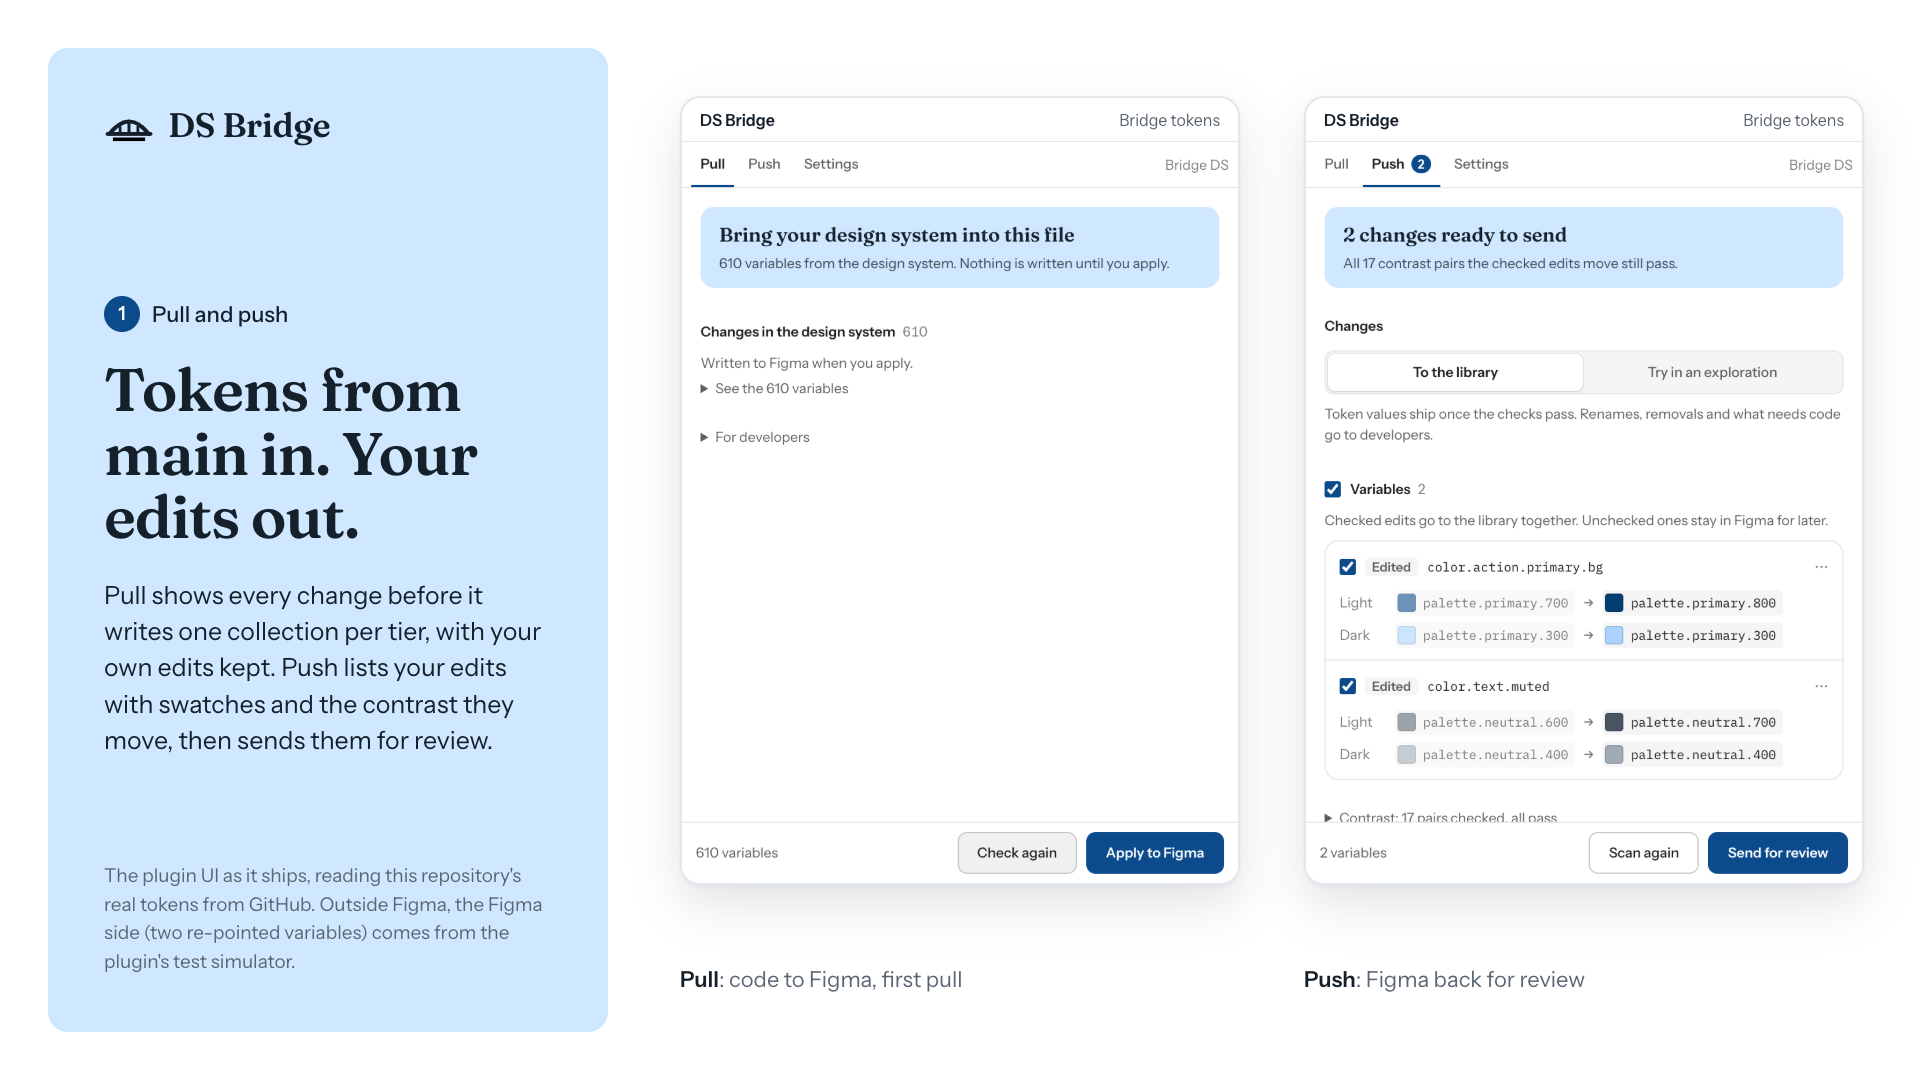 DS Bridge
1 Pull and push
Tokens from
main in. Your
edits out.
Pull shows every change before it
writes one collection per tier, with your
own edits kept. Push lists your edits
with swatches and the contrast they
move, then sends them for review.
The plugin UI as it ships, reading this repository's
real tokens from GitHub. Outside Figma, the Figma
side (two re-pointed variables) comes from the
plugin's test simulator.
DS Bridge Bridge tokens
Pull Push Settings Bridge DS
Bring your design system into this file
610 variables from the design system. Nothing is written until you apply.
Changes in the design system 610
Written to Figma when you apply.
▶ See the 610 variables
▶ For developers
610 variables Check again Apply to Figma
Pull: code to Figma, first pull
DS Bridge Bridge tokens
Pull Push 2 Settings Bridge DS
2 changes ready to send
All 17 contrast pairs the checked edits move still pass.
Changes
To the library Try in an exploration
Token values ship once the checks pass. Renames, removals and what needs code
go to developers.
Variables 2
Checked edits go to the library together. Unchecked ones stay in Figma for later.
Edited color.action.primary.bg ···
Light palette.primary.700 → palette.primary.800
Dark palette.primary.300 → palette.primary.300
Edited color.text.muted ···
Light palette.neutral.600 → palette.neutral.700
Dark palette.neutral.400 → palette.neutral.400
▶ Contrast: 17 pairs checked, all pass
2 variables Scan again Send for review
Push: Figma back for review